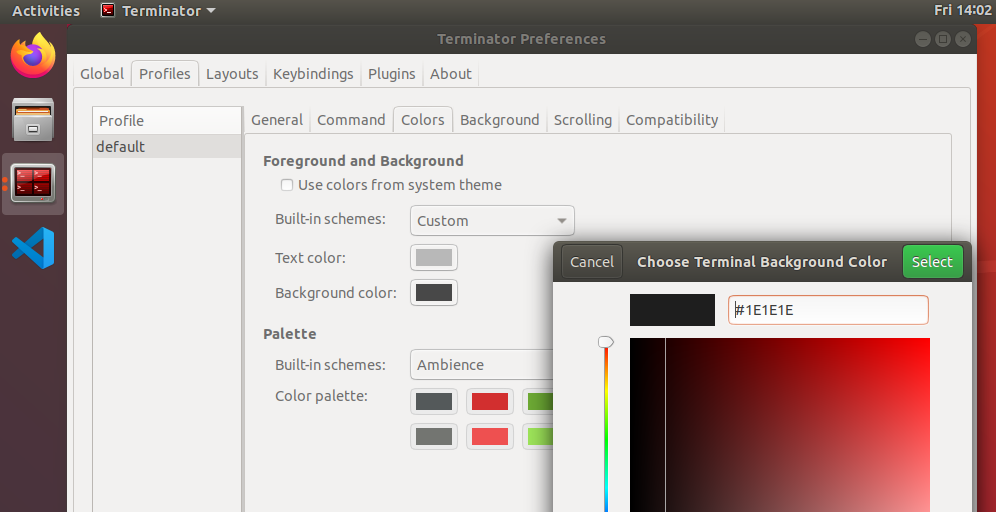 Activities Terminator Fri 14:02
Terminator Preferences
Global Profiles Layouts Keybindings Plugins About
Profile
default
General Command Colors Background Scrolling Compatibility
Foreground and Background
Use colors from system theme
Built-in schemes: Custom
Text color:
Background color:
Palette
Built-in schemes: Ambience
Color palette:
Cancel Choose Terminal Background Color Select
#1E1E1E